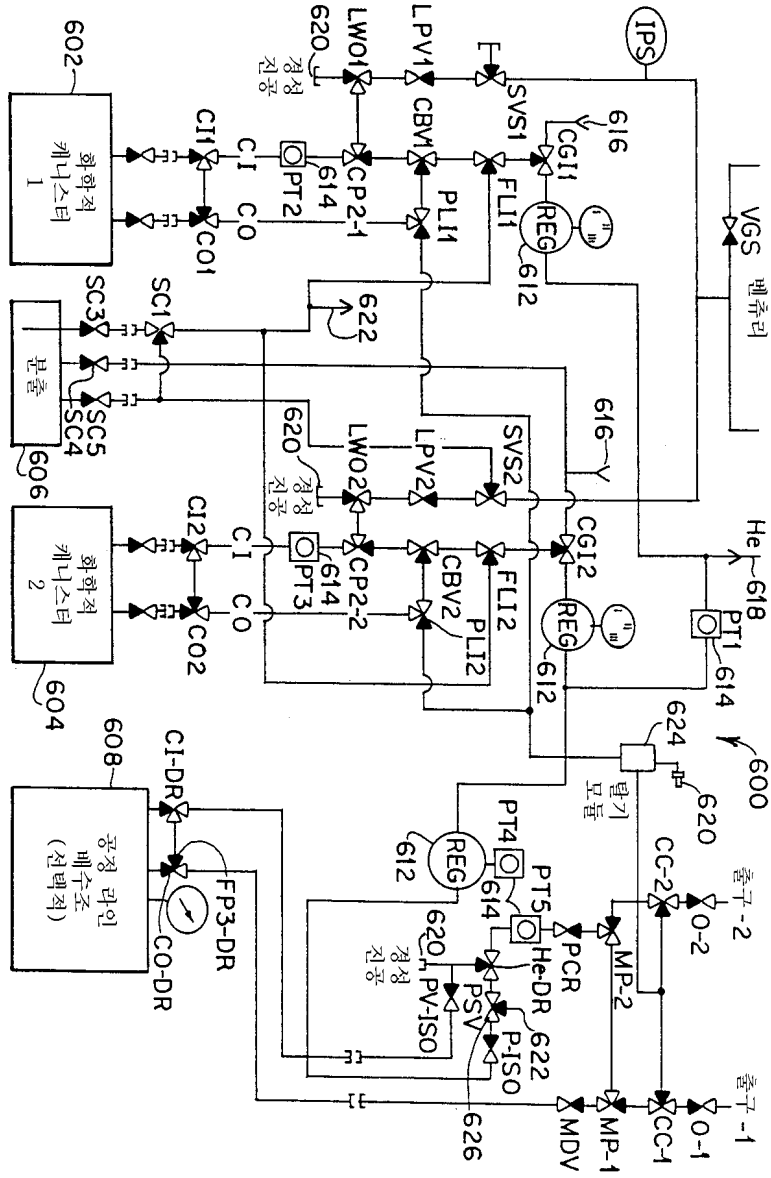 IPS
VGS
벤츄리
LPV1
SVS1
LWO1
620
경성
진공
616
CGI1
CBV1
FLI1
REG
612
602
CI1
CI
614
PT2
CP2-1
PLI1
CO
CO1
화학적
캐니스터
1
622
SC3
SC1
분출
SC4
SC5
606
616
He
618
PT1
614
SVS2
LPV2
LWO2
620
경성
진공
CGI2
FLI2
CBV2
REG
612
CI2
CI
614
PT3
CP2-2
PLI2
CO
CO2
화학적
캐니스터
2
604
600
624
620
탈기
모듈
CC-2
O-2
출구-2
608
CI-DR
REG
612
PT4
614
PT5
PCR
MP-2
FP3-DR
CO-DR
공정 라인
배수조
(선택적)
620
경성
진공
He-DR
PV-ISO
PSV
622
P-ISO
626
MDV
MP-1
CC-1
O-1
출구-1